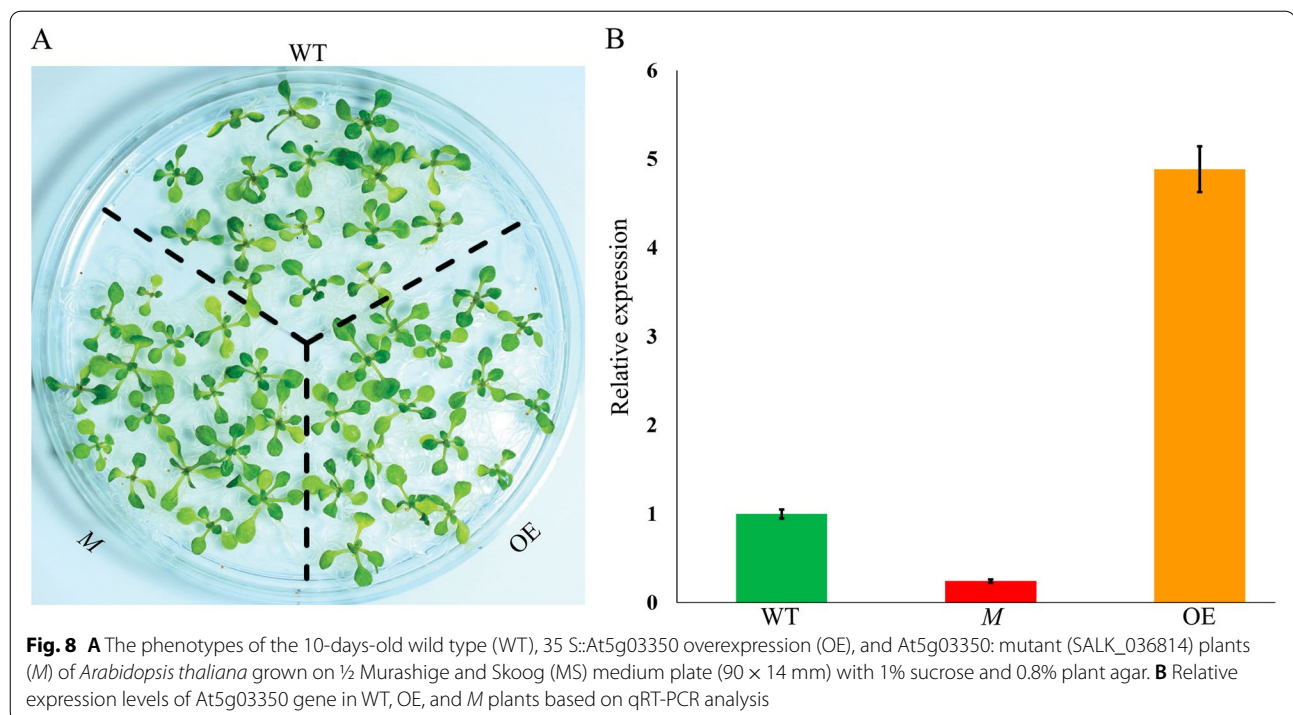 A
WT
M
OE
B
Relative expression
6
5
4
3
2
1
0
WT
M
OE
Fig. 8 A The phenotypes of the 10-days-old wild type (WT), 35 S::At5g03350 overexpression (OE), and At5g03350: mutant (SALK_036814) plants
(M) of Arabidopsis thaliana grown on ½ Murashige and Skoog (MS) medium plate (90 × 14 mm) with 1% sucrose and 0.8% plant agar. B Relative
expression levels of At5g03350 gene in WT, OE, and M plants based on qRT-PCR analysis